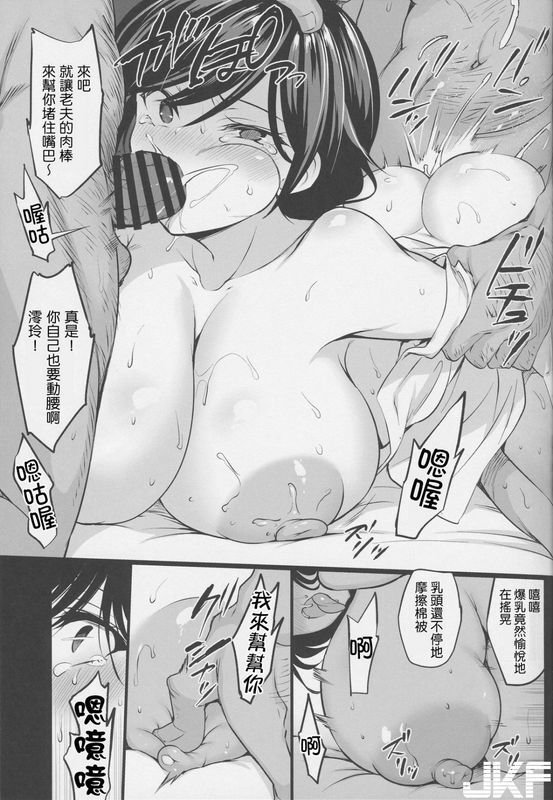 來吧
就讓老夫的肉棒
來幫你堵住嘴巴～
喔咕
真是！
你自己也要動腰啊
澪玲！
嗯咕喔
嗯喔
嘻嘻
爆乳竟然愉悅地
在搖晃
乳頭還不停地
摩擦棉被
啊
啊
我來幫幫你
嗯噫噫
JKF